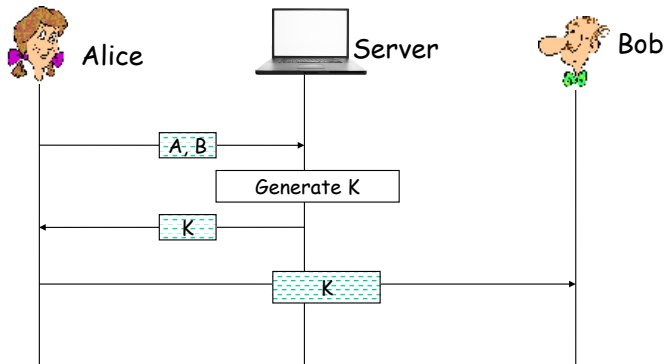 Alice
Server
Bob
A, B
Generate K
K
K